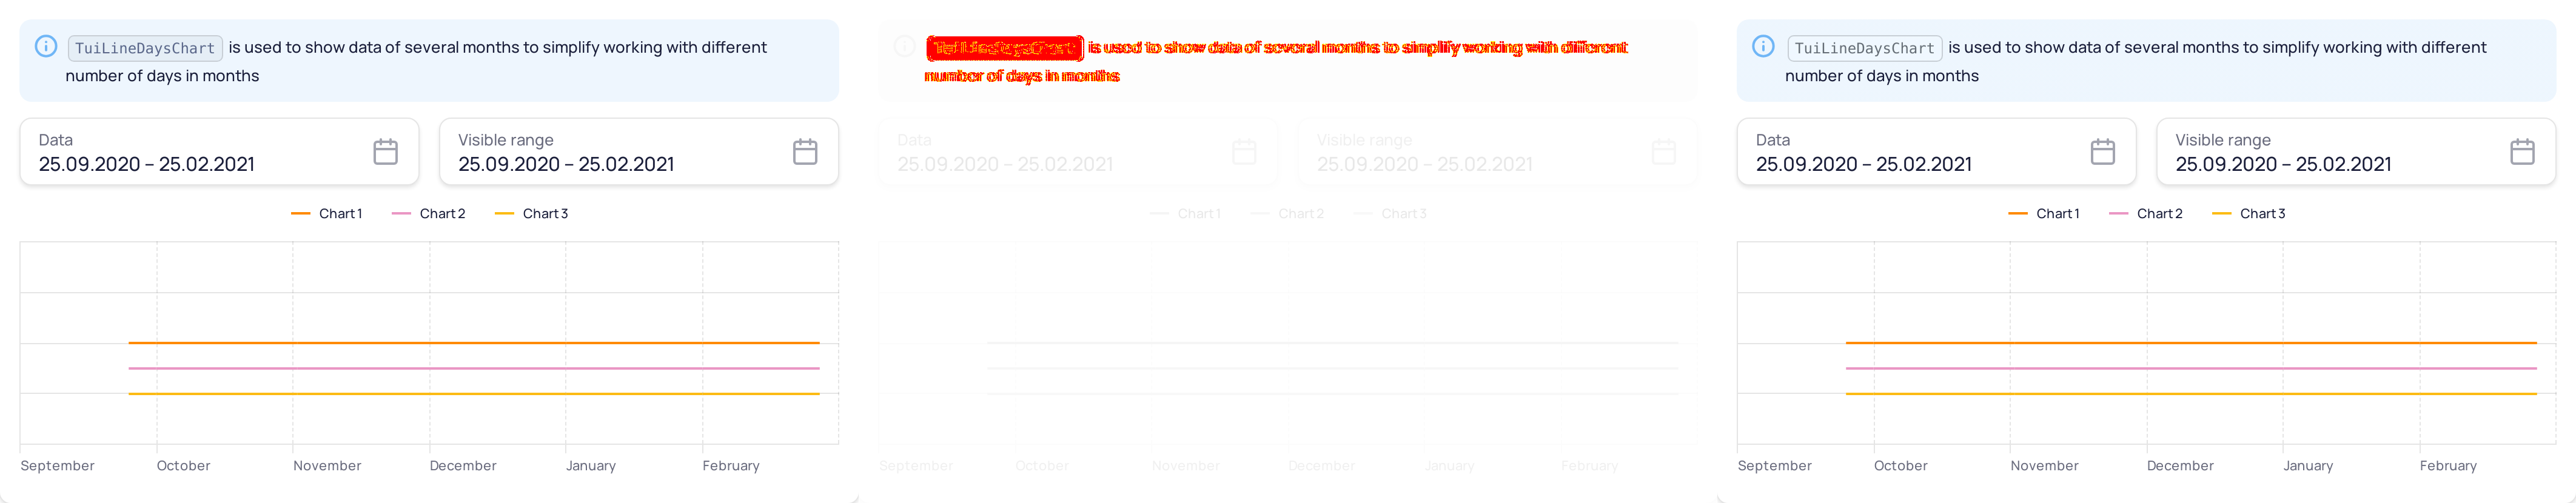 TuiLineDaysChart is used to show data of several months to simplify working with different
number of days in months
Data
25.09.2020 – 25.02.2021
Visible range
25.09.2020 – 25.02.2021
Chart 1 Chart 2 Chart 3
September October November December January February
TuiLineDaysChart is used to show data of several months to simplify working with different
number of days in months
Data
25.09.2020 – 25.02.2021
Visible range
25.09.2020 – 25.02.2021
Chart 1 Chart 2 Chart 3
September October November December January February
TuiLineDaysChart is used to show data of several months to simplify working with different
number of days in months
Data
25.09.2020 – 25.02.2021
Visible range
25.09.2020 – 25.02.2021
Chart 1 Chart 2 Chart 3
September October November December January February